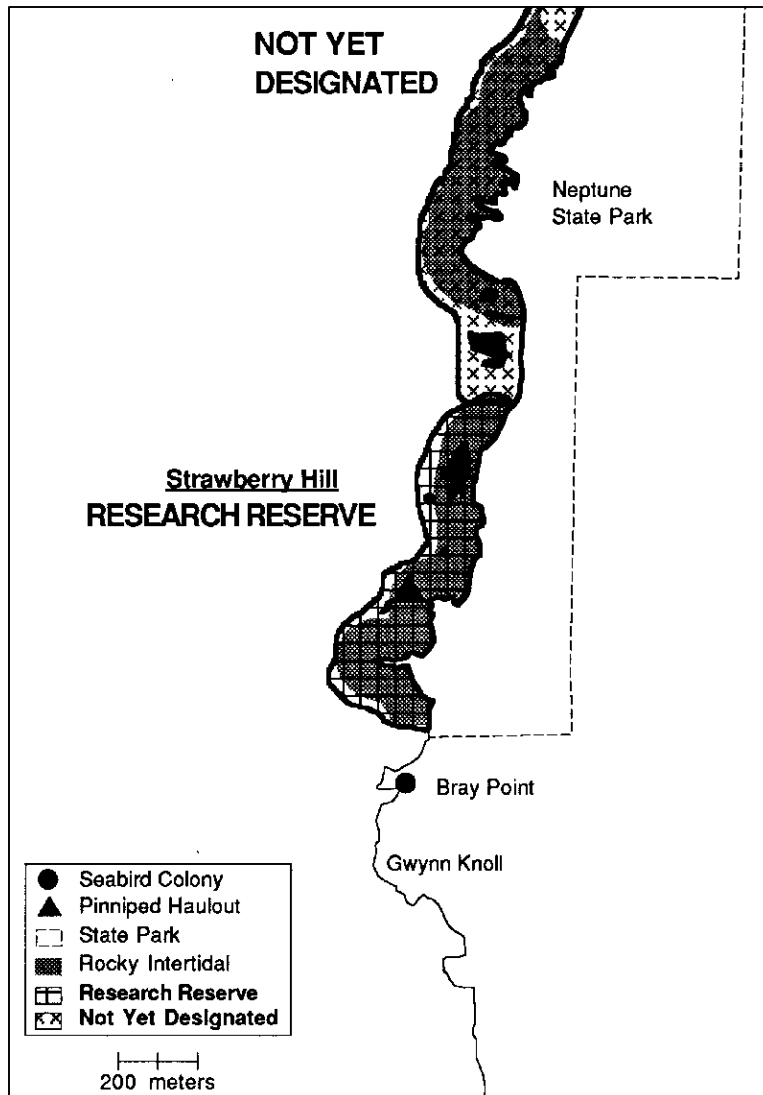 NOT YET
DESIGNATED
Neptune
State Park
Strawberry Hill
RESEARCH RESERVE
Bray Point
Gwynn Knoll
Seabird Colony
Pinniped Haulout
State Park
Rocky Intertidal
Research Reserve
Not Yet Designated
200 meters